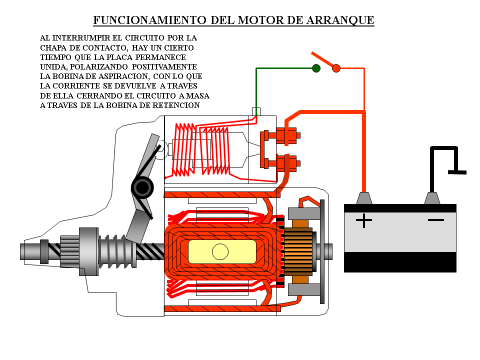 FUNCIONAMIENTO DEL MOTOR DE ARRANQUE
AL INTERRUMPIR EL CIRCUITO POR LA
CHAPA DE CONTACTO, HAY UN CIERTO
TIEMPO QUE LA PLACA PERMANECE
UNIDA, POLARIZANDO POSITIVAMENTE
LA BOBINA DE ASPIRACION, CON LO QUE
LA CORRIENTE SE DEVUELVE A TRAVES
DE ELLA CERRANDO EL CIRCUITO A MASA
A TRAVES DE LA BOBINA DE RETENCION
+ −